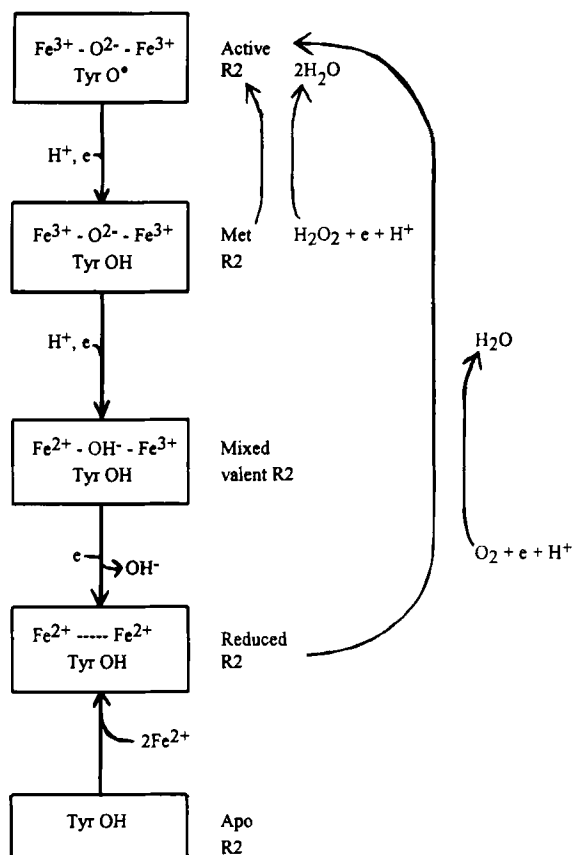 Fe³⁺ - O²⁻ - Fe³⁺
Tyr O•
Active
R2
2H₂O
H⁺, e
Fe³⁺ - O²⁻ - Fe³⁺
Tyr OH
Met
R2
H₂O₂ + e + H⁺
H⁺, e
H₂O
Fe²⁺ - OH⁻ - Fe³⁺
Tyr OH
Mixed
valent R2
e
OH⁻
O₂ + e + H⁺
Fe²⁺ ----- Fe²⁺
Tyr OH
Reduced
R2
2Fe²⁺
Tyr OH
Apo
R2